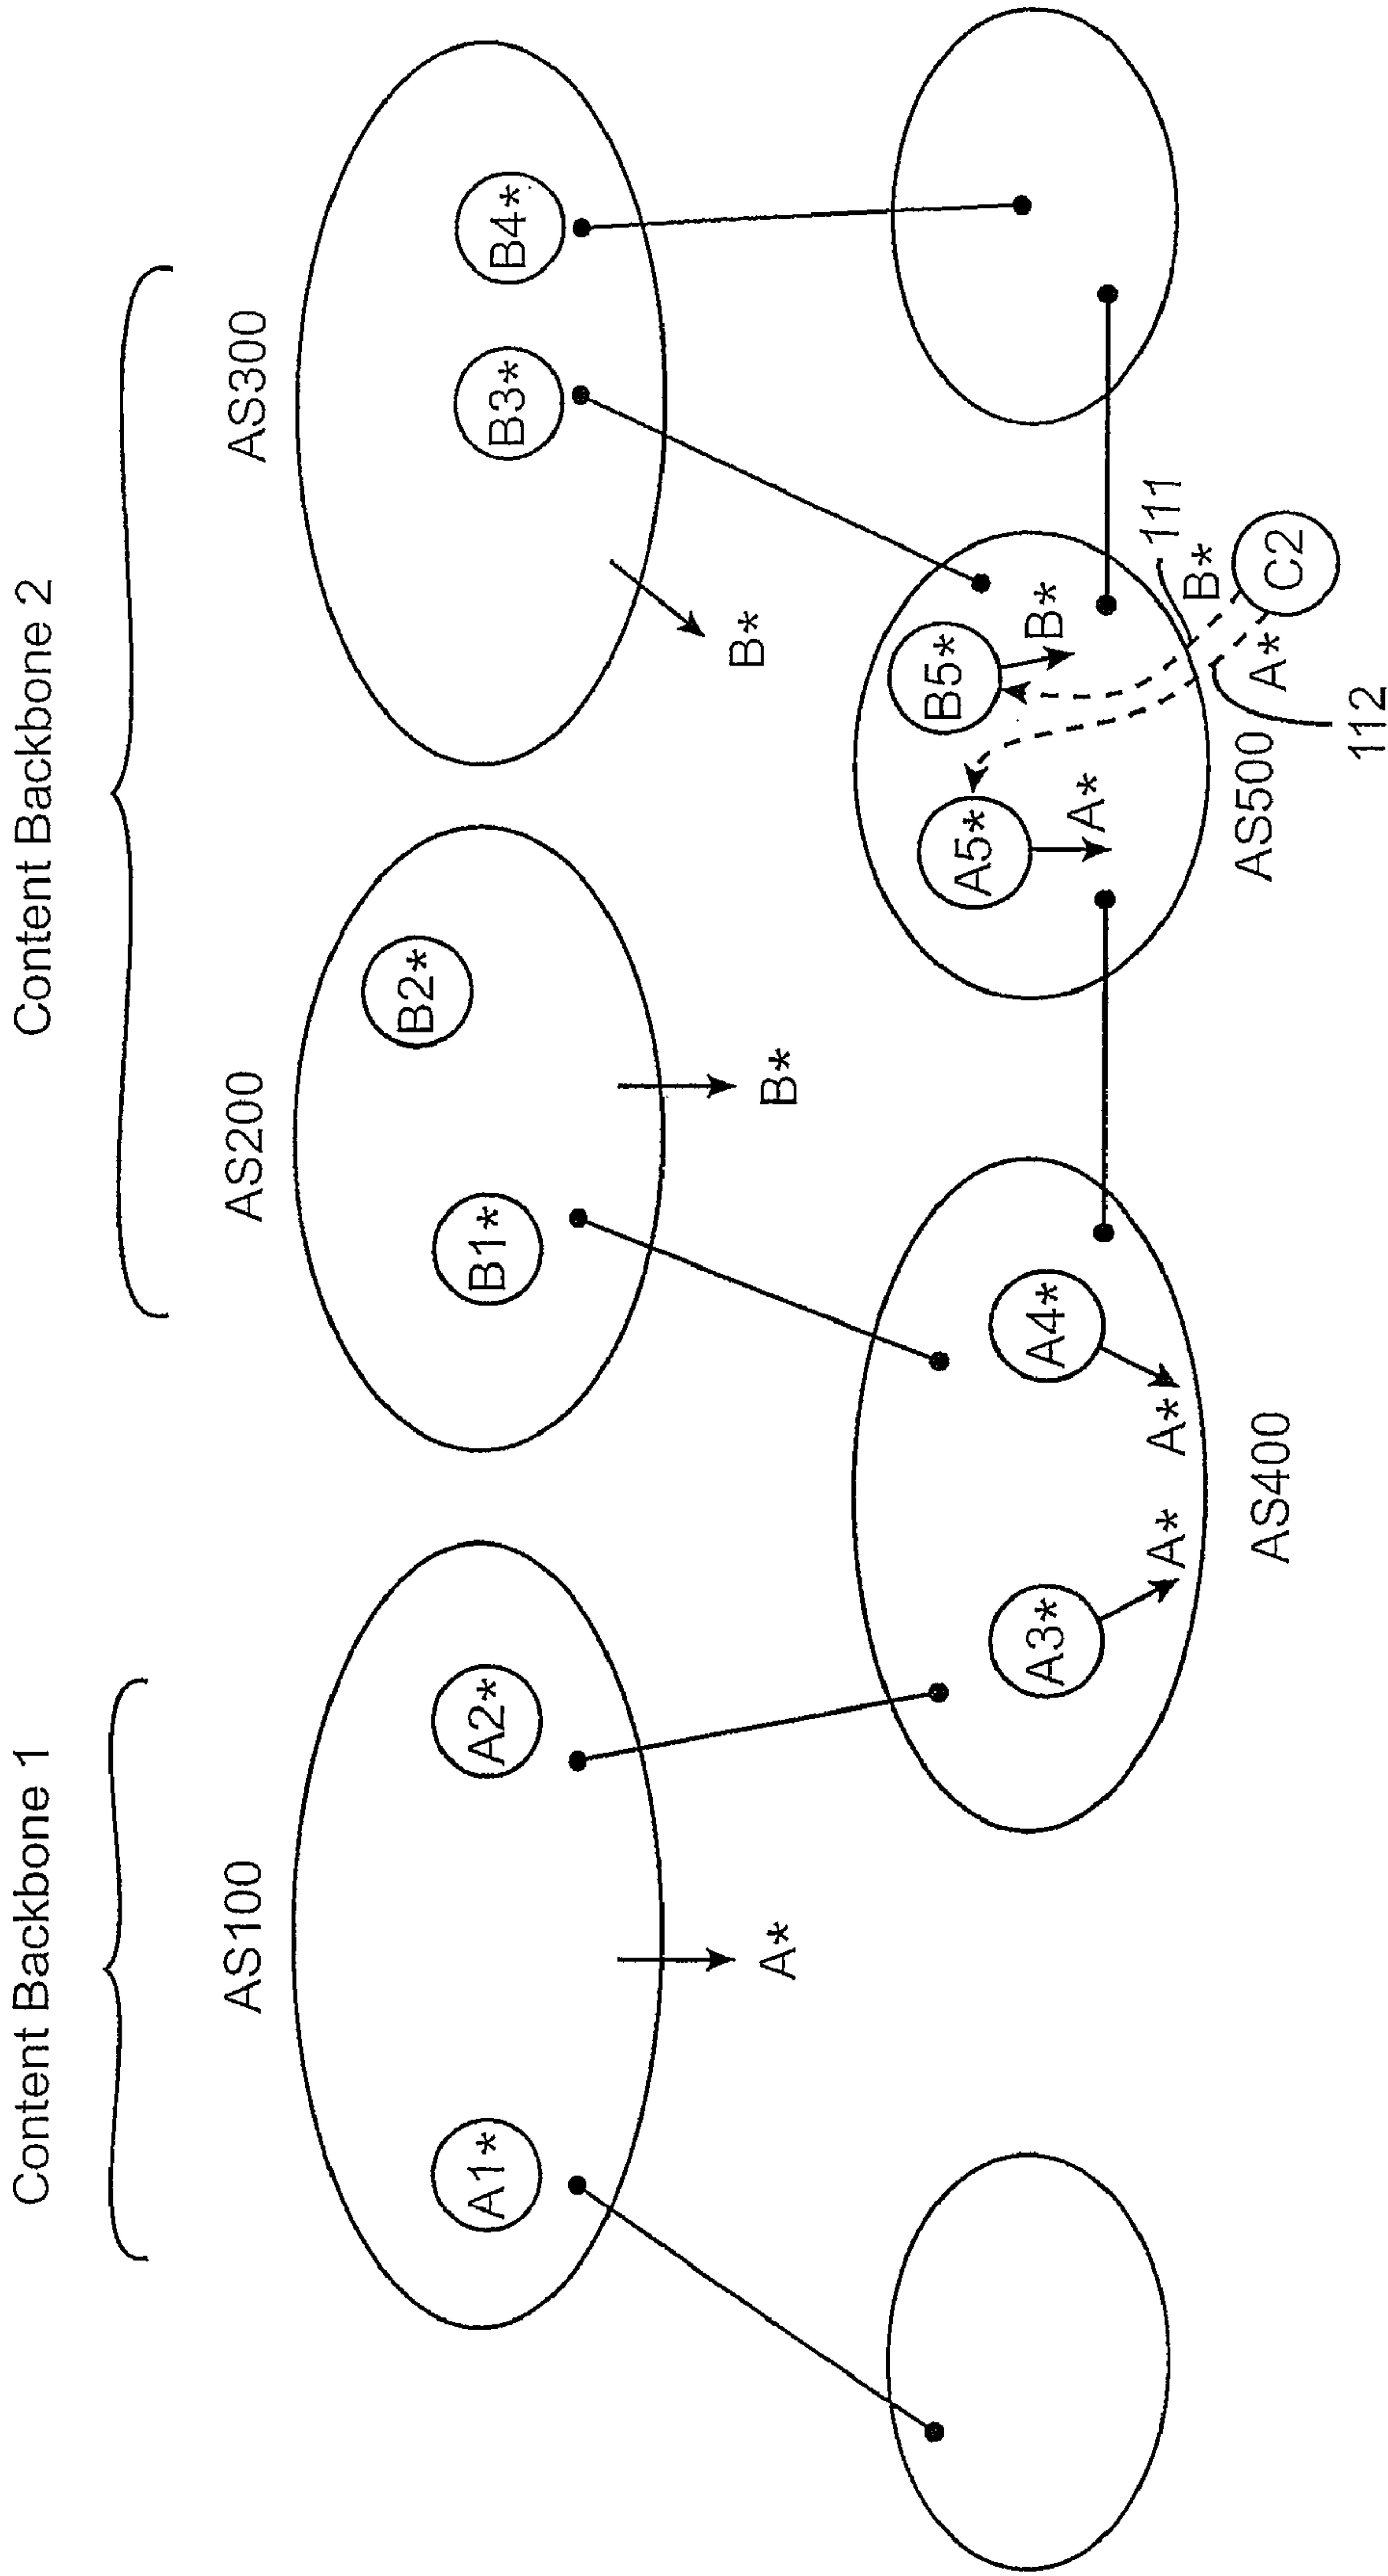 Content Backbone 1
Content Backbone 2
AS100
AS200
AS300
A1*
A2*
B1*
B2*
B3*
B4*
A*
B*
B*
A3*
A4*
A*
A*
AS400
A5*
B5*
A*
B*
AS500
111
B*
A*
112
C2